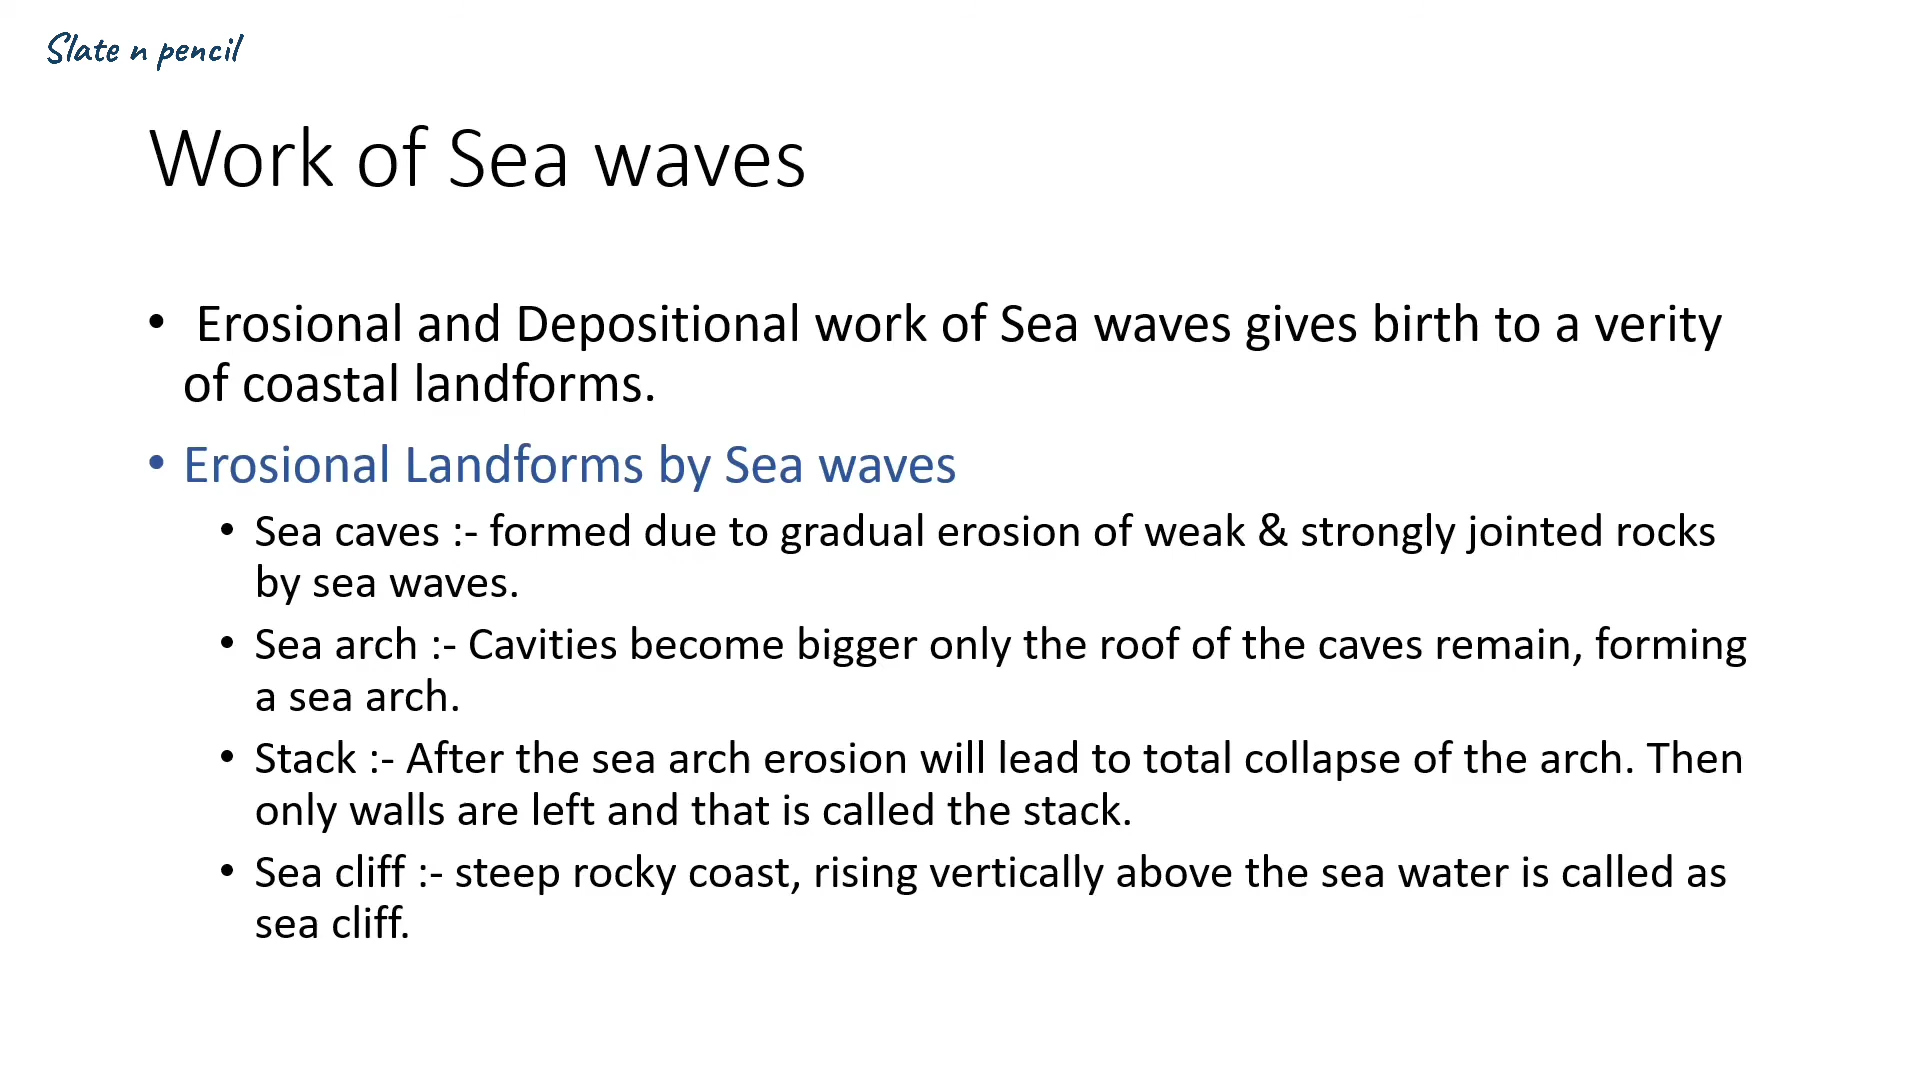 Slate n pencil
Work of Sea waves
• Erosional and Depositional work of Sea waves gives birth to a verity
of coastal landforms.
• Erosional Landforms by Sea waves
• Sea caves :- formed due to gradual erosion of weak & strongly jointed rocks
by sea waves.
• Sea arch :- Cavities become bigger only the roof of the caves remain, forming
a sea arch.
• Stack :- After the sea arch erosion will lead to total collapse of the arch. Then
only walls are left and that is called the stack.
• Sea cliff :- steep rocky coast, rising vertically above the sea water is called as
sea cliff.